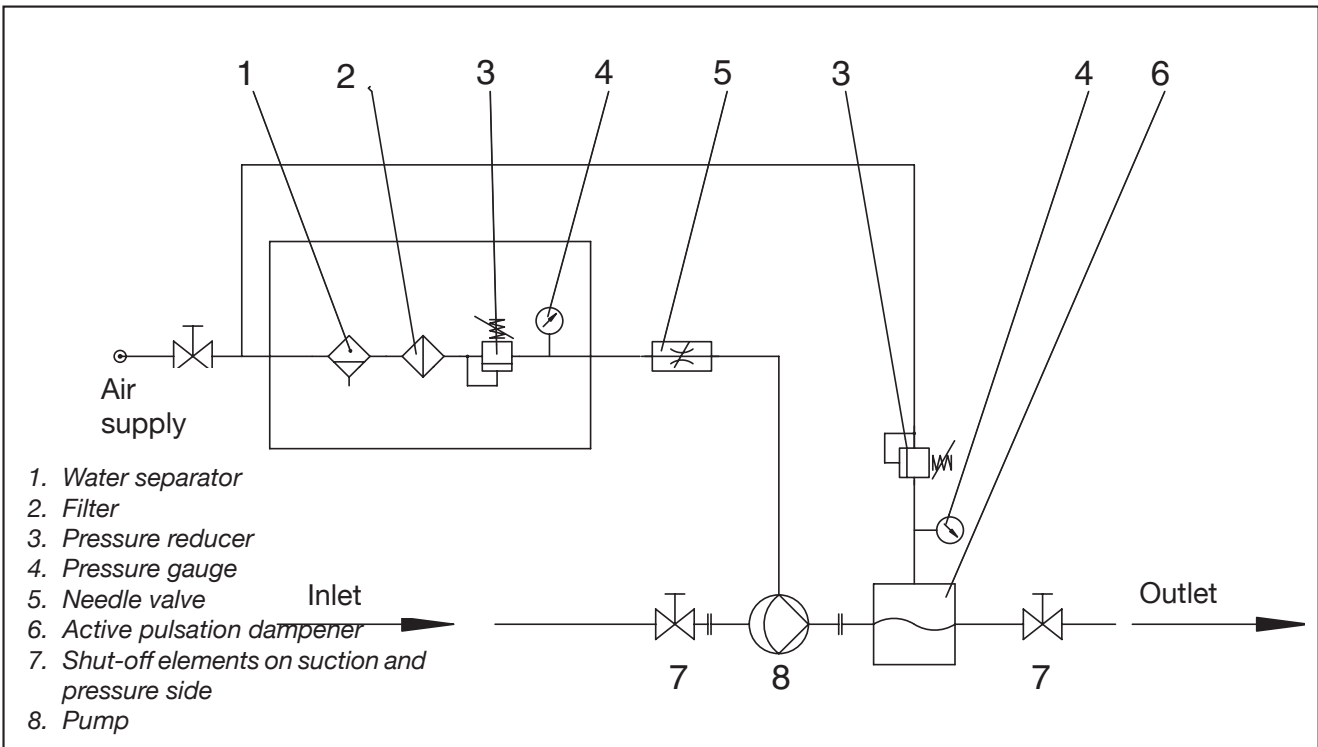 1 2 3 4 5 3 4 6
Air
supply
1. Water separator
2. Filter
3. Pressure reducer
4. Pressure gauge
5. Needle valve
6. Active pulsation dampener
7. Shut-off elements on suction and
pressure side
8. Pump
Inlet
Outlet
7 8 7